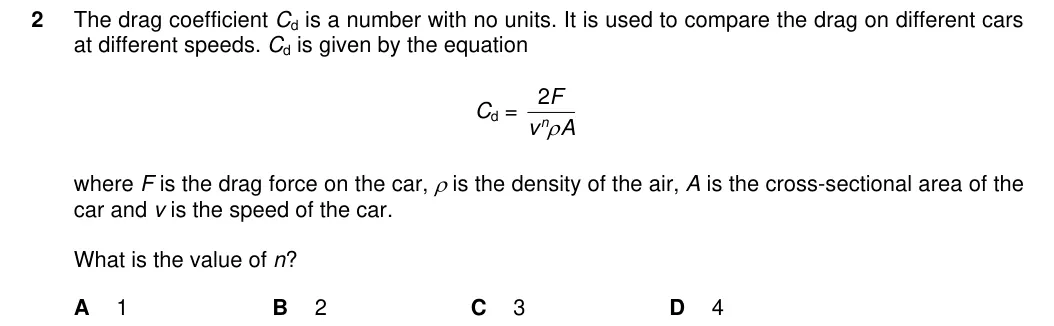 2 The drag coefficient Cd is a number with no units. It is used to compare the drag on different cars
at different speeds. Cd is given by the equation
Cd = 2F / vⁿρA
where F is the drag force on the car, ρ is the density of the air, A is the cross-sectional area of the
car and v is the speed of the car.
What is the value of n?
A 1 B 2 C 3 D 4